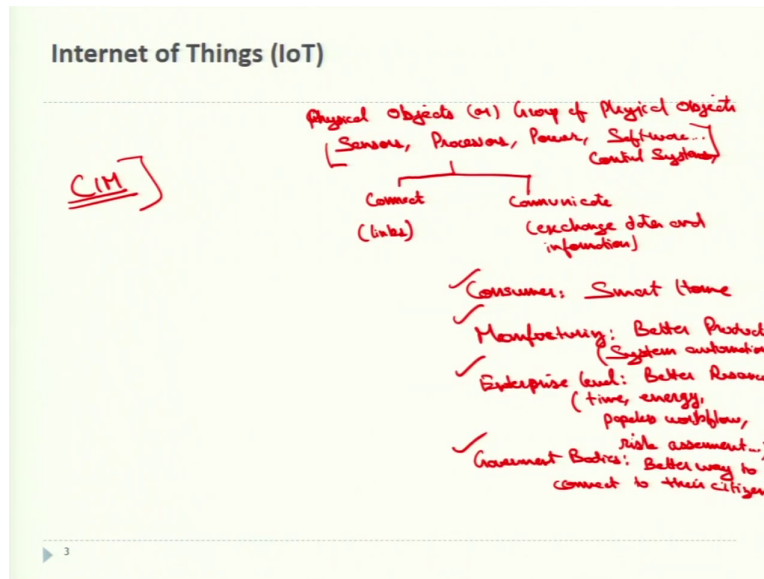 Internet of Things (IoT)
Physical Objects (or) Group of Physical Objects
[Sensors, Processors, Power, Software...]
Control Systems
CIM]
Connect Communicate
(links) (exchange data and
information)
✓Consumer: Smart Home
✓Manufacturing: Better Product
(System automation
✓Enterprise level: Better Resource
(time, energy,
paperless workflow,
risk assessment...)
✓Government Bodies: Better way to
connect to their citizen
3